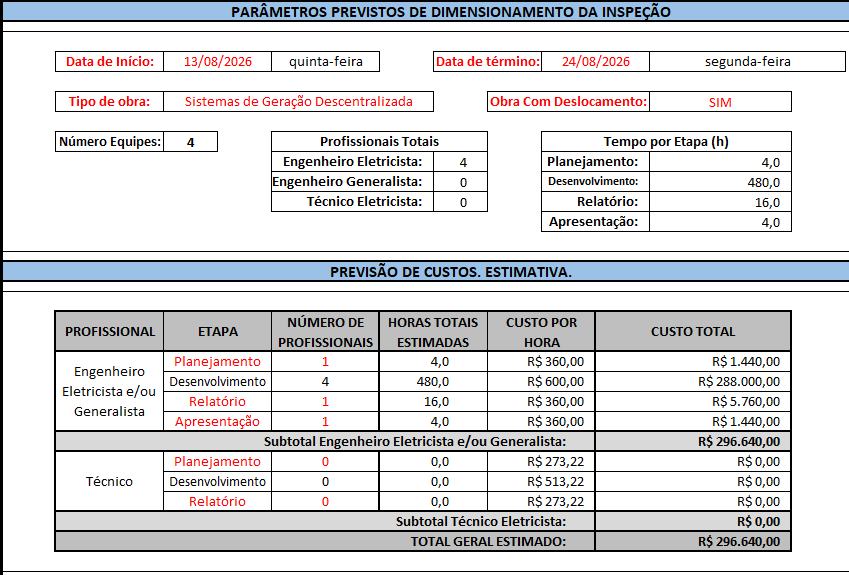 PARÂMETROS PREVISTOS DE DIMENSIONAMENTO DA INSPEÇÃO
Data de Início: 13/08/2026 quinta-feira Data de término: 24/08/2026 segunda-feira
Tipo de obra: Sistemas de Geração Descentralizada Obra Com Deslocamento: SIM
Número Equipes: 4 Profissionais Totais Tempo por Etapa (h)
Engenheiro Eletricista: 4 Planejamento: 4,0
Engenheiro Generalista: 0 Desenvolvimento: 480,0
Técnico Eletricista: 0 Relatório: 16,0
Apresentação: 4,0
PREVISÃO DE CUSTOS. ESTIMATIVA.
PROFISSIONAL ETAPA NÚMERO DE PROFISSIONAIS HORAS TOTAIS ESTIMADAS CUSTO POR HORA CUSTO TOTAL
Engenheiro Eletricista e/ou Generalista
Planejamento 1 4,0 R$ 360,00 R$ 1.440,00
Desenvolvimento 4 480,0 R$ 600,00 R$ 288.000,00
Relatório 1 16,0 R$ 360,00 R$ 5.760,00
Apresentação 1 4,0 R$ 360,00 R$ 1.440,00
Subtotal Engenheiro Eletricista e/ou Generalista: R$ 296.640,00
Técnico
Planejamento 0 0,0 R$ 273,22 R$ 0,00
Desenvolvimento 0 0,0 R$ 513,22 R$ 0,00
Relatório 0 0,0 R$ 273,22 R$ 0,00
Subtotal Técnico Eletricista: R$ 0,00
TOTAL GERAL ESTIMADO: R$ 296.640,00